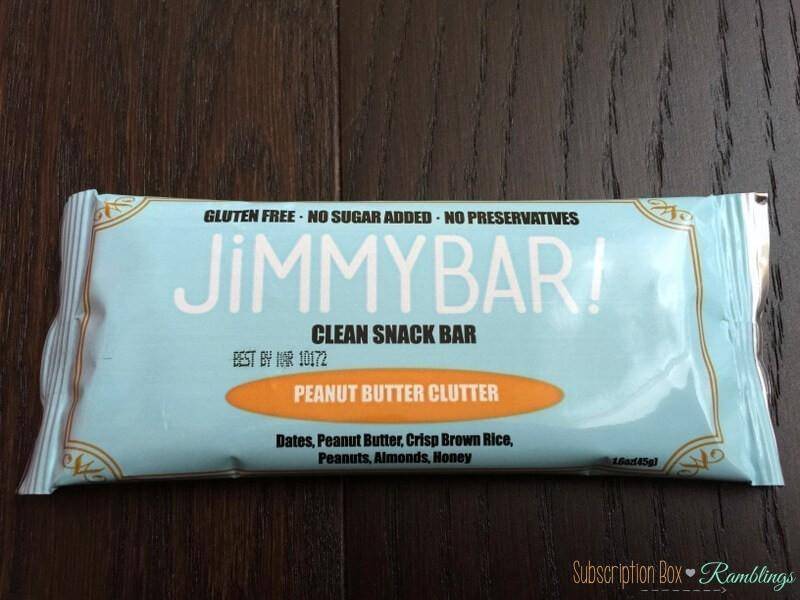 GLUTEN FREE · NO SUGAR ADDED · NO PRESERVATIVES
JiMMYBAR!
CLEAN SNACK BAR
BEST BY MAR 10172
PEANUT BUTTER CLUTTER
Dates, Peanut Butter, Crisp Brown Rice,
Peanuts, Almonds, Honey
1.6oz(45g)
Subscription Box ♥ Ramblings